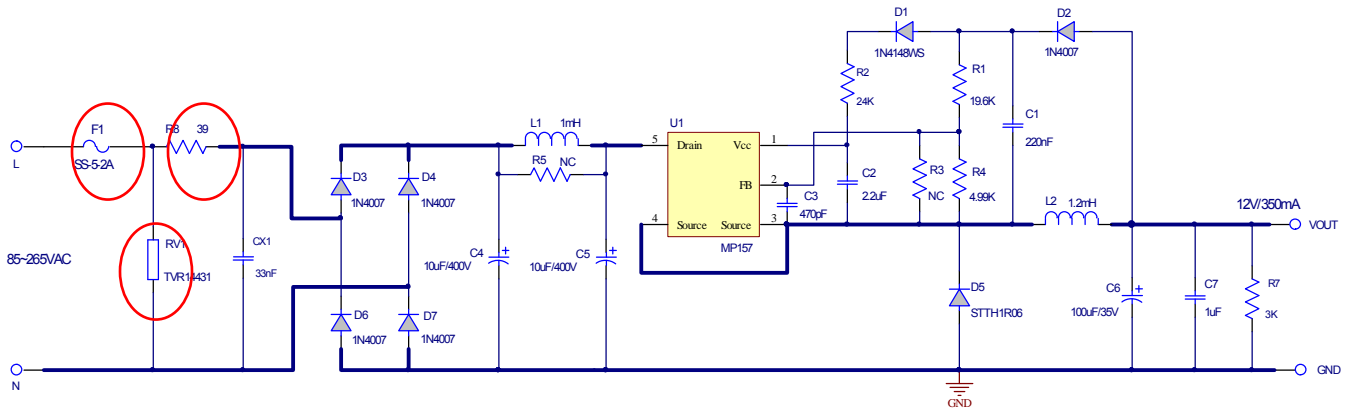 D1
1N4148WS
D2
1N4007
R2
24K
R1
19.6K
C1
220nF
F1
SS-5-2A
R8 39
L
L1 1mH
R5 NC
U1
5 Drain Vcc 1
FB 2
4 Source Source 3
MP157
C2
2.2uF
C3
470pF
R3
NC
R4
4.99K
D3
1N4007
D4
1N4007
L2 1.2mH
12V/350mA
VOUT
RV1
TVR14431
CX1
33nF
85~265VAC
C4
10uF/400V
C5
10uF/400V
D6
1N4007
D7
1N4007
D5
STTH1R06
C6
100uF/35V
C7
1uF
R7
3K
N
GND
GND